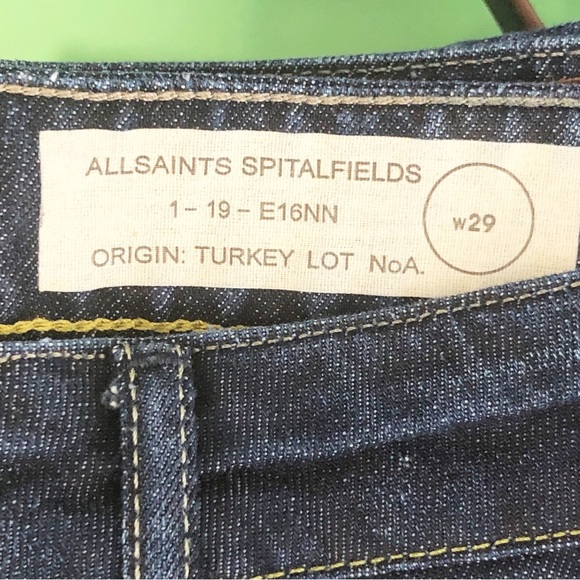 ALLSAINTS SPITALFIELDS
1 – 19 – E16NN
ORIGIN: TURKEY LOT NoA.
w29